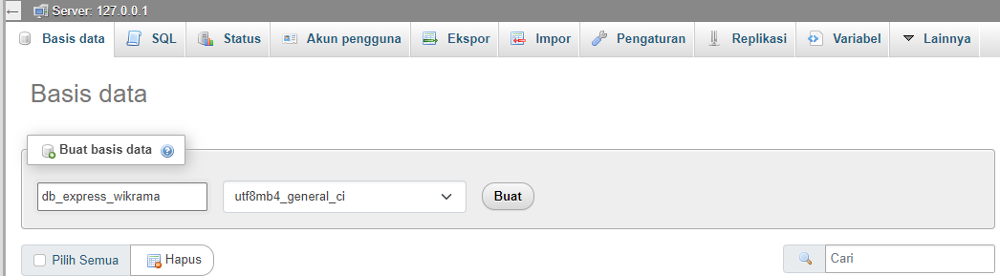 Server: 127.0.0.1
Basis data SQL Status Akun pengguna Ekspor Impor Pengaturan Replikasi Variabel Lainnya
Basis data
Buat basis data
db_express_wikrama utf8mb4_general_ci Buat
Pilih Semua Hapus Cari